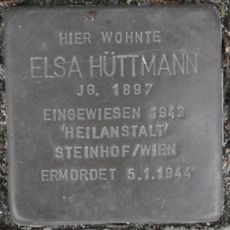 HIER WOHNTE
ELSA HÜTTMANN
JG. 1897
EINGEWIESEN 1943
'HEILANSTALT'
STEINHOF/WIEN
ERMORDET 5.1.1944